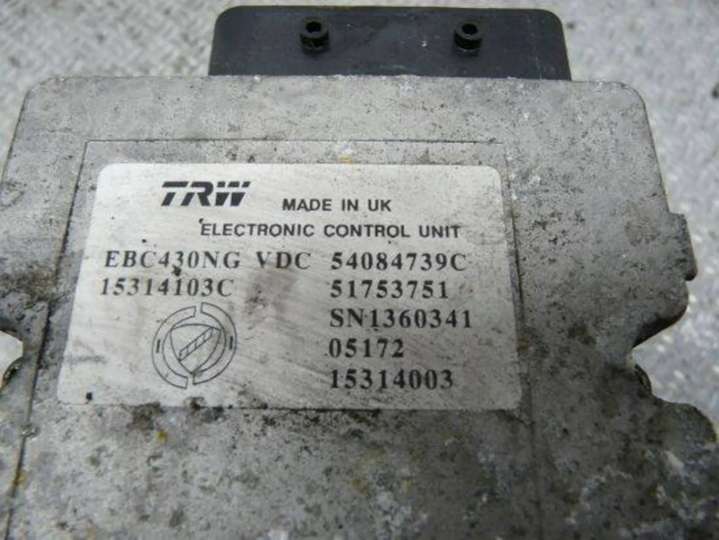 TRW MADE IN UK
ELECTRONIC CONTROL UNIT
EBC430NG VDC 54084739C
15314103C 51753751
SN1360341
05172
15314003